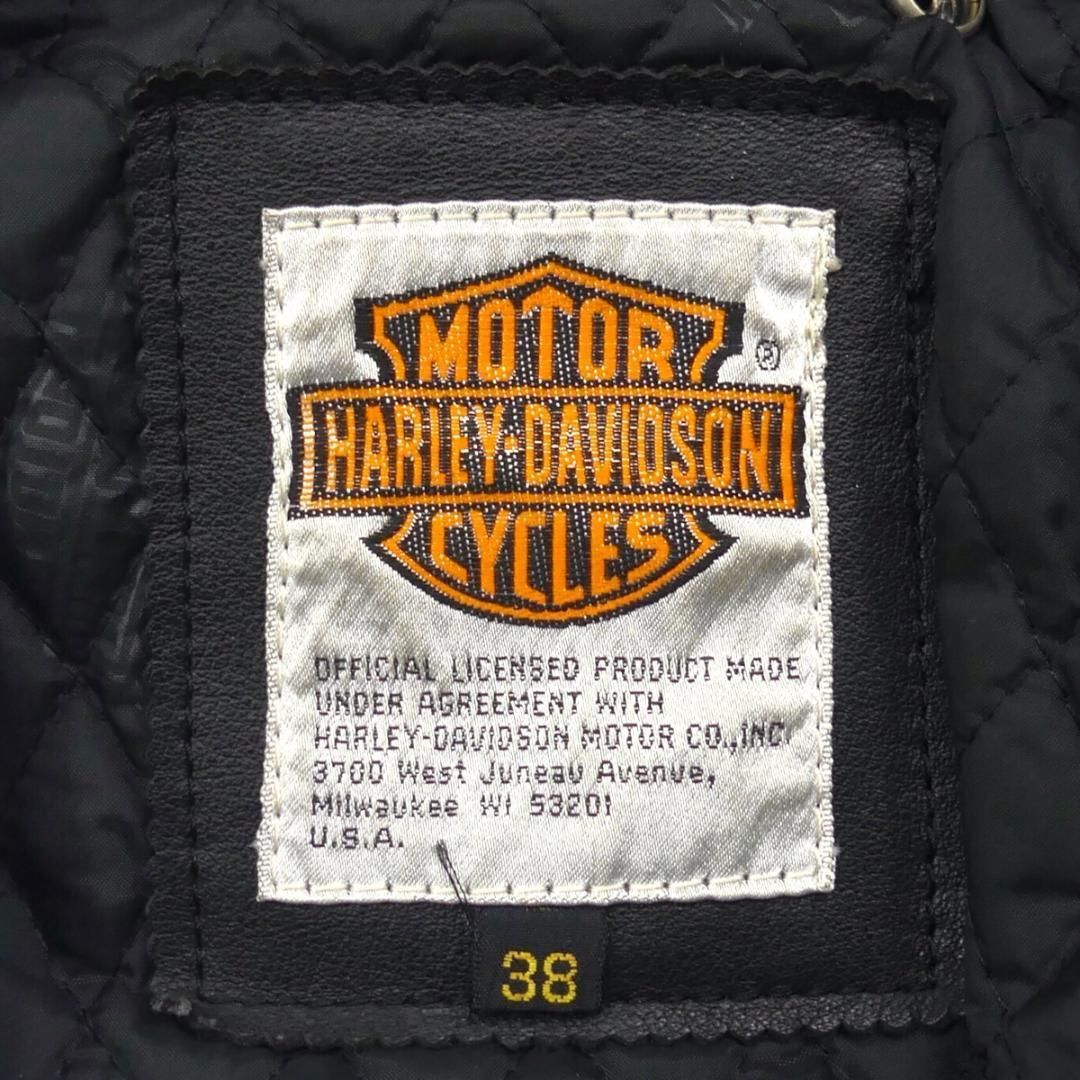 MOTOR
®
HARLEY-DAVIDSON
CYCLES
OFFICIAL LICENSED PRODUCT MADE
UNDER AGREEMENT WITH
HARLEY-DAVIDSON MOTOR CO.,INC.
3700 West Juneau Avenue,
Milwaukee WI 53201
U.S.A.
38